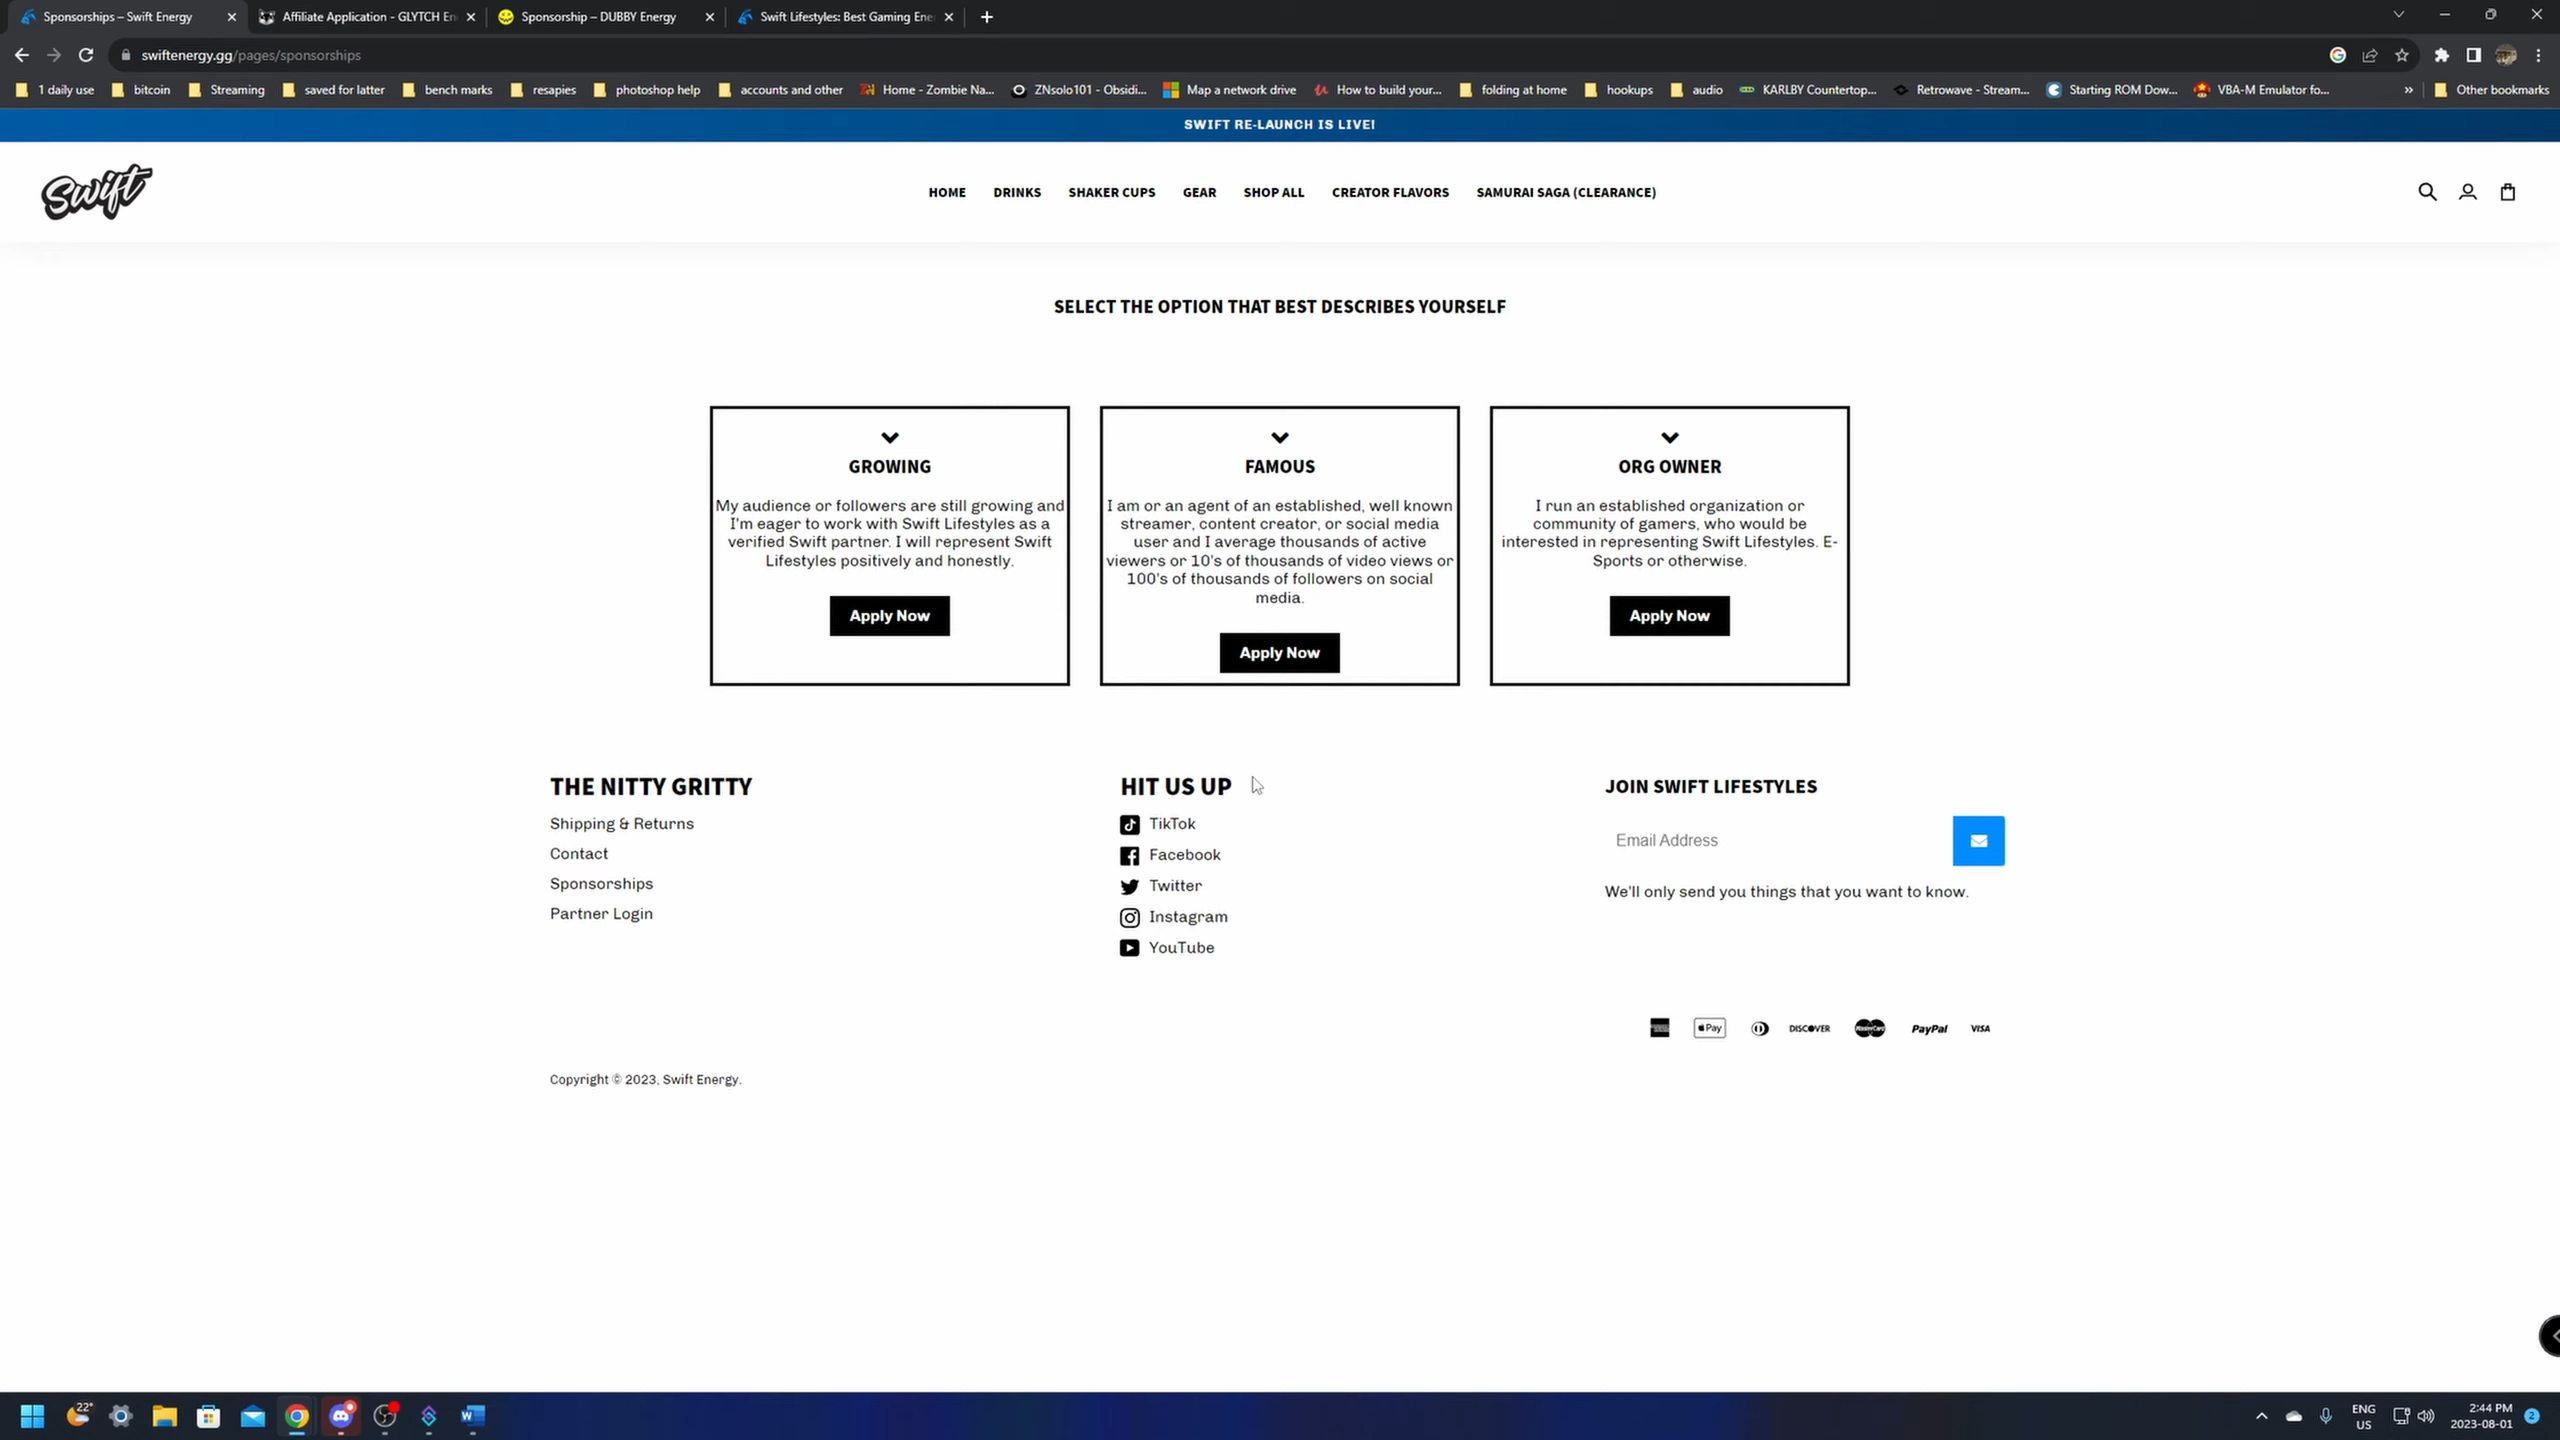 Sponsorships – Swift Energy
Affiliate Application - GLYTCH En
Sponsorship – DUBBY Energy
Swift Lifestyles: Best Gaming Ene
swiftenergy.gg/pages/sponsorships
1 daily use
bitcoin
Streaming
saved for latter
bench marks
resapies
photoshop help
accounts and other
Home - Zombie Na...
ZNsolo101 - Obsidi...
Map a network drive
How to build your...
folding at home
hookups
audio
KARLBY Countertop...
Retrowave - Stream...
Starting ROM Dow...
VBA-M Emulator fo...
»
Other bookmarks
SWIFT RE-LAUNCH IS LIVE!
Swift
HOME
DRINKS
SHAKER CUPS
GEAR
SHOP ALL
CREATOR FLAVORS
SAMURAI SAGA (CLEARANCE)
SELECT THE OPTION THAT BEST DESCRIBES YOURSELF
GROWING
My audience or followers are still growing and
I'm eager to work with Swift Lifestyles as a
verified Swift partner. I will represent Swift
Lifestyles positively and honestly.
Apply Now
FAMOUS
I am or an agent of an established, well known
streamer, content creator, or social media
user and I average thousands of active
viewers or 10's of thousands of video views or
100's of thousands of followers on social
media.
Apply Now
ORG OWNER
I run an established organization or
community of gamers, who would be
interested in representing Swift Lifestyles. E-
Sports or otherwise.
Apply Now
THE NITTY GRITTY
Shipping & Returns
Contact
Sponsorships
Partner Login
HIT US UP
TikTok
Facebook
Twitter
Instagram
YouTube
JOIN SWIFT LIFESTYLES
Email Address
We'll only send you things that you want to know.
Pay
DISCOVER
MasterCard
PayPal
VISA
Copyright © 2023, Swift Energy.
22°
ENG
US
2:44 PM
2023-08-01
2